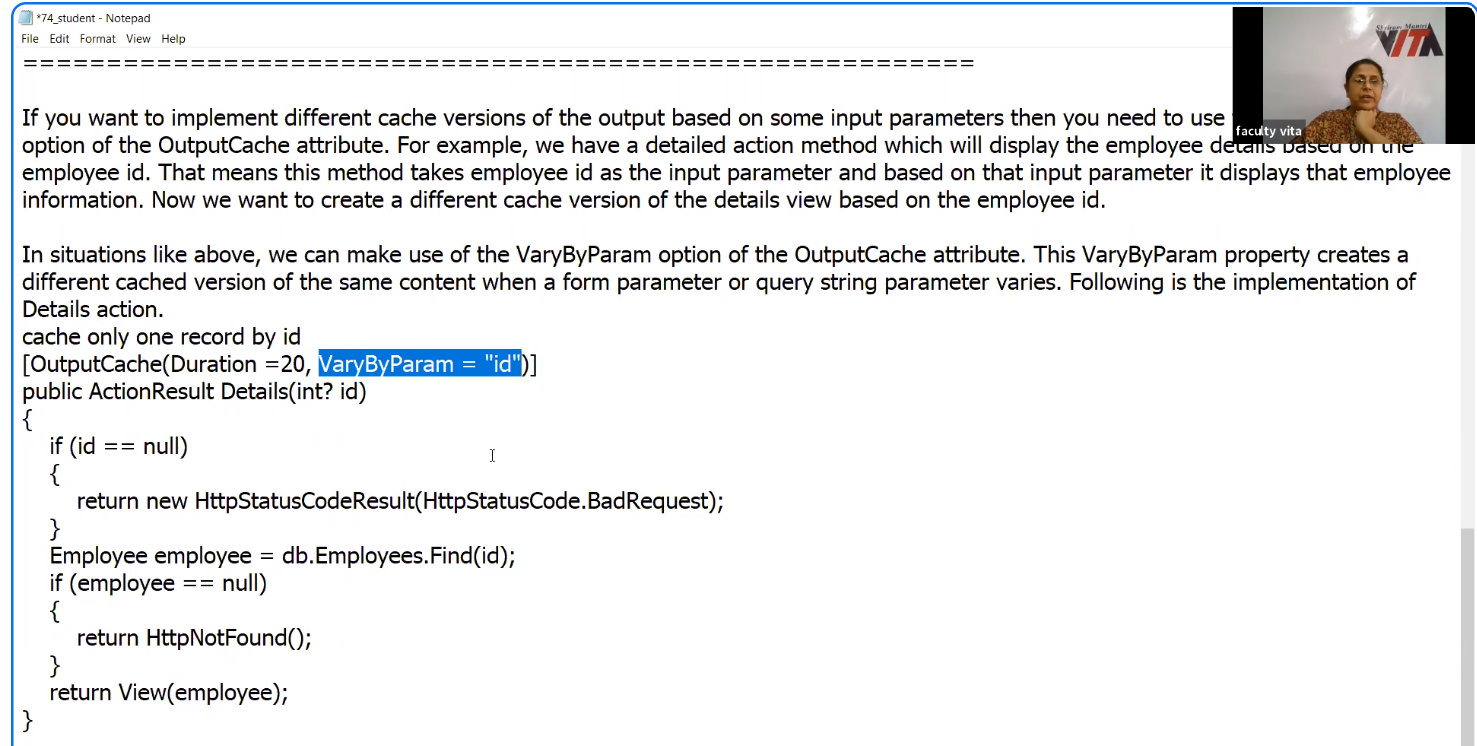 *74_student - Notepad
File Edit Format View Help
=========================================================
If you want to implement different cache versions of the output based on some input parameters then you need to use
option of the OutputCache attribute. For example, we have a detailed action method which will display the employee details based on the
employee id. That means this method takes employee id as the input parameter and based on that input parameter it displays that employee
information. Now we want to create a different cache version of the details view based on the employee id.
In situations like above, we can make use of the VaryByParam option of the OutputCache attribute. This VaryByParam property creates a
different cached version of the same content when a form parameter or query string parameter varies. Following is the implementation of
Details action.
cache only one record by id
[OutputCache(Duration =20, VaryByParam = "id")]
public ActionResult Details(int? id)
{
if (id == null)
{
return new HttpStatusCodeResult(HttpStatusCode.BadRequest);
}
Employee employee = db.Employees.Find(id);
if (employee == null)
{
return HttpNotFound();
}
return View(employee);
}
VITA
faculty vita